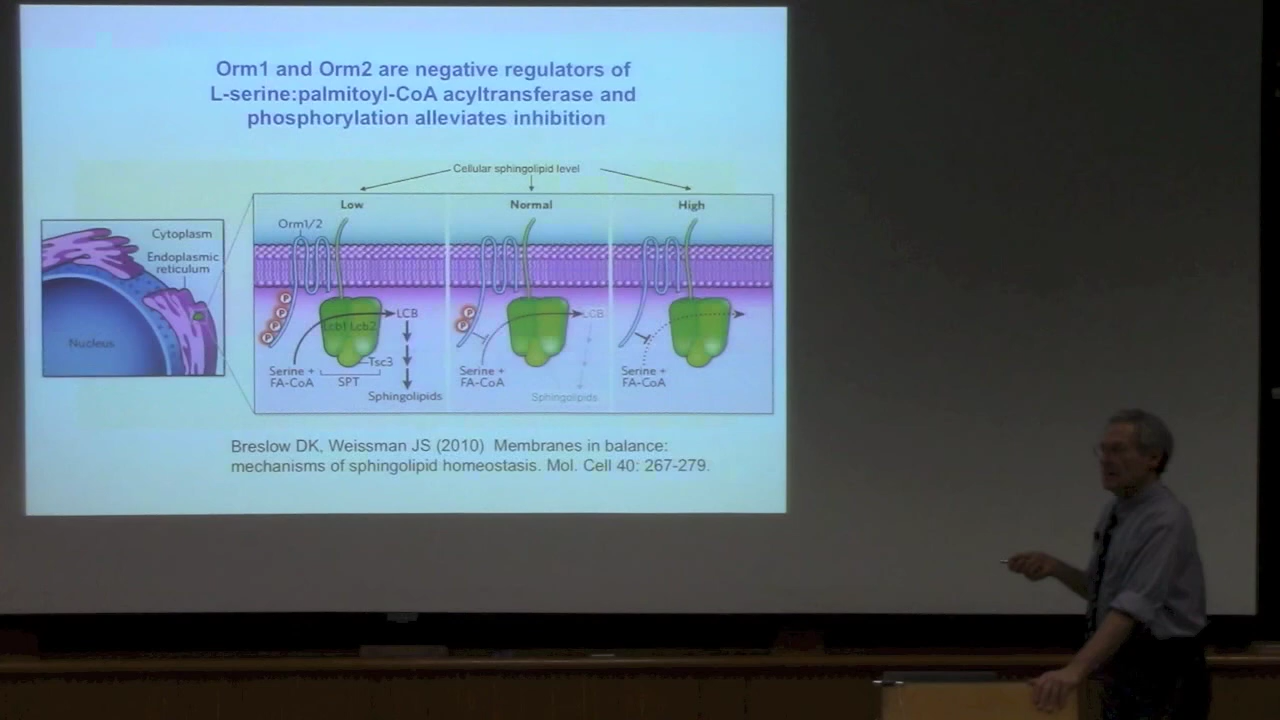 Orm1 and Orm2 are negative regulators of
L-serine:palmitoyl-CoA acyltransferase and
phosphorylation alleviates inhibition
Cellular sphingolipid level
Low
Normal
High
Cytoplasm
Endoplasmic
reticulum
Nucleus
Orm1/2
P
P
P
P
Lcb1 Lcb2
LCB
Tsc3
Serine +
FA-CoA
SPT
Sphingolipids
P
P
LCB
Serine +
FA-CoA
Sphingolipids
Serine +
FA-CoA
Breslow DK, Weissman JS (2010) Membranes in balance:
mechanisms of sphingolipid homeostasis. Mol. Cell 40: 267-279.